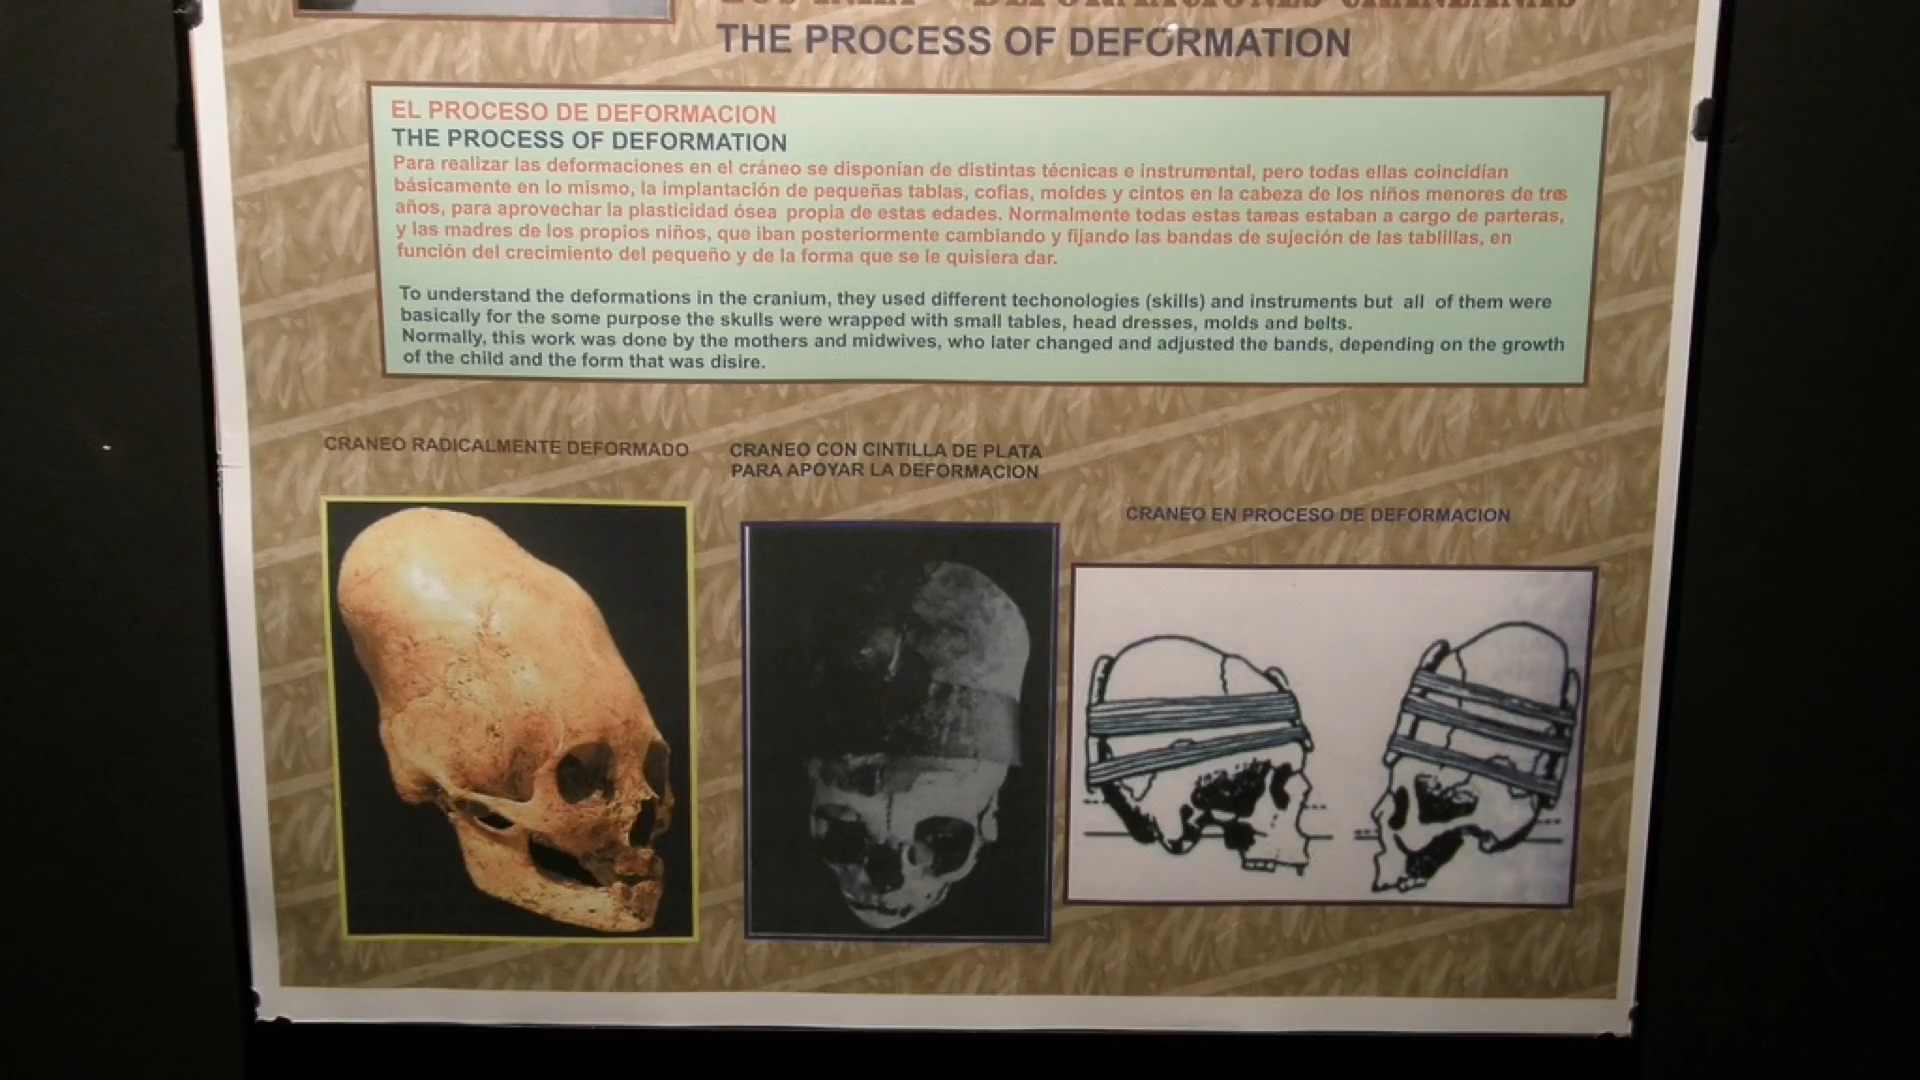 THE PROCESS OF DEFORMATION
EL PROCESO DE DEFORMACION
THE PROCESS OF DEFORMATION
Para realizar las deformaciones en el cráneo se disponían de distintas técnicas e instrumental, pero todas ellas coincidían
básicamente en lo mismo, la implantación de pequeñas tablas, cofias, moldes y cintos en la cabeza de los niños menores de tres
años, para aprovechar la plasticidad ósea propia de estas edades. Normalmente todas estas tareas estaban a cargo de parteras,
y las madres de los propios niños, que iban posteriormente cambiando y fijando las bandas de sujeción de las tablillas, en
función del crecimiento del pequeño y de la forma que se le quisiera dar.
To understand the deformations in the cranium, they used different techonologies (skills) and instruments but all of them were
basically for the some purpose the skulls were wrapped with small tables, head dresses, molds and belts.
Normally, this work was done by the mothers and midwives, who later changed and adjusted the bands, depending on the growth
of the child and the form that was disire.
CRANEO RADICALMENTE DEFORMADO
CRANEO CON CINTILLA DE PLATA
PARA APOYAR LA DEFORMACION
CRANEO EN PROCESO DE DEFORMACION